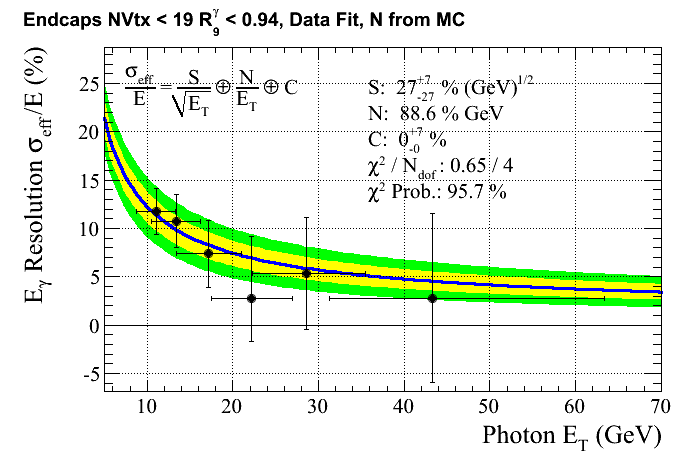 Endcaps NVtx < 19 R₉ᵞ < 0.94, Data Fit, N from MC
Eᵧ Resolution σ_eff/E (%)
σ_eff/E = S/√E_T ⊕ N/E_T ⊕ C
S: 27 +7 -27 % (GeV)^1/2
N: 88.6 % GeV
C: 0 +7 -0 %
χ² / N_dof : 0.65 / 4
χ² Prob.: 95.7 %
25
20
15
10
5
0
-5
10 20 30 40 50 60 70
Photon E_T (GeV)